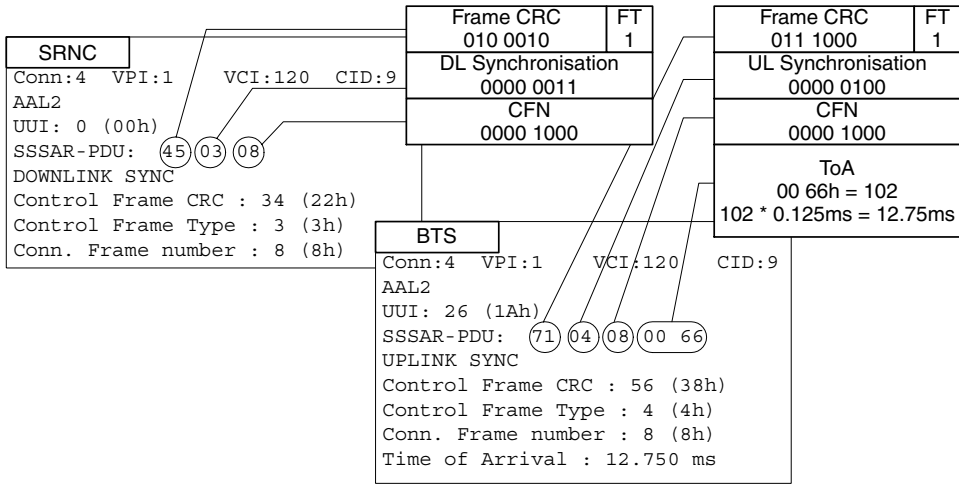 Frame CRC FT
010 0010 1
DL Synchronisation
0000 0011
CFN
0000 1000
Frame CRC FT
011 1000 1
UL Synchronisation
0000 0100
CFN
0000 1000
ToA
00 66h = 102
102 * 0.125ms = 12.75ms
SRNC
Conn:4 VPI:1 VCI:120 CID:9
AAL2
UUI: 0 (00h)
SSSAR-PDU: 45 03 08
DOWNLINK SYNC
Control Frame CRC : 34 (22h)
Control Frame Type : 3 (3h)
Conn. Frame number : 8 (8h)
BTS
Conn:4 VPI:1 VCI:120 CID:9
AAL2
UUI: 26 (1Ah)
SSSAR-PDU: 71 04 08 00 66
UPLINK SYNC
Control Frame CRC : 56 (38h)
Control Frame Type : 4 (4h)
Conn. Frame number : 8 (8h)
Time of Arrival : 12.750 ms